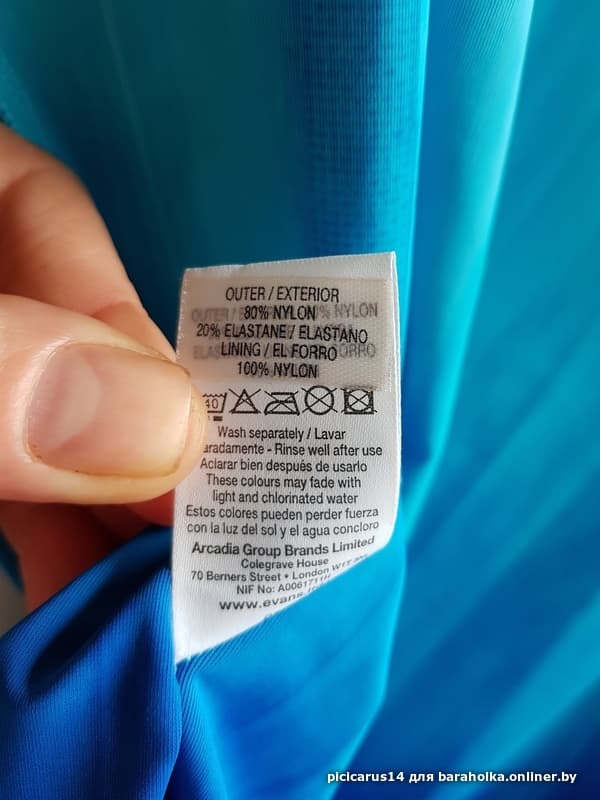 OUTER / EXTERIOR
80% NYLON
20% ELASTANE / ELASTANO
LINING / EL FORRO
100% NYLON
40
Wash separately / Lavar
aradamente - Rinse well after use
Aclarar bien después de usarlo
These colours may fade with
light and chlorinated water
Estos colores pueden perder fuerza
con la luz del sol y el agua concloro
Arcadia Group Brands Limited
Colegrave House
70 Berners Street • London
NIF No:
www.evans
picicarus14 для baraholka.onliner.by